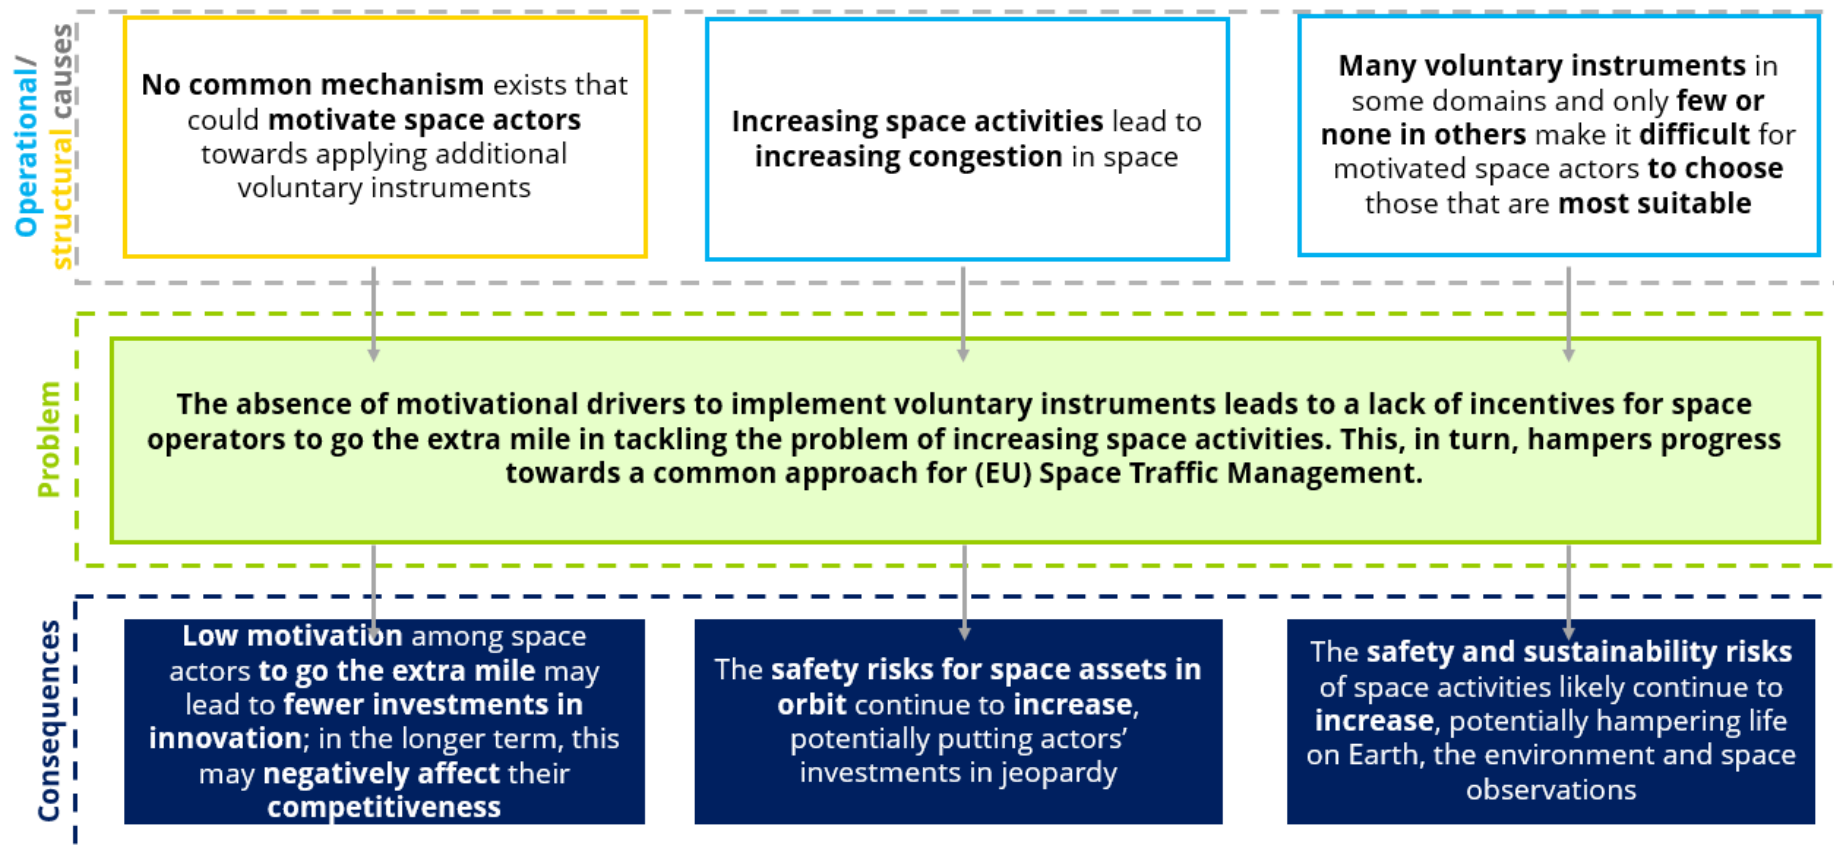 Operational/
structural causes
No common mechanism exists that
could motivate space actors
towards applying additional
voluntary instruments
Increasing space activities lead to
increasing congestion in space
Many voluntary instruments in
some domains and only few or
none in others make it difficult for
motivated space actors to choose
those that are most suitable
Problem
The absence of motivational drivers to implement voluntary instruments leads to a lack of incentives for space
operators to go the extra mile in tackling the problem of increasing space activities. This, in turn, hampers progress
towards a common approach for (EU) Space Traffic Management.
Consequences
Low motivation among space
actors to go the extra mile may
lead to fewer investments in
innovation; in the longer term, this
may negatively affect their
competitiveness
The safety risks for space assets in
orbit continue to increase,
potentially putting actors’
investments in jeopardy
The safety and sustainability risks
of space activities likely continue to
increase, potentially hampering life
on Earth, the environment and space
observations